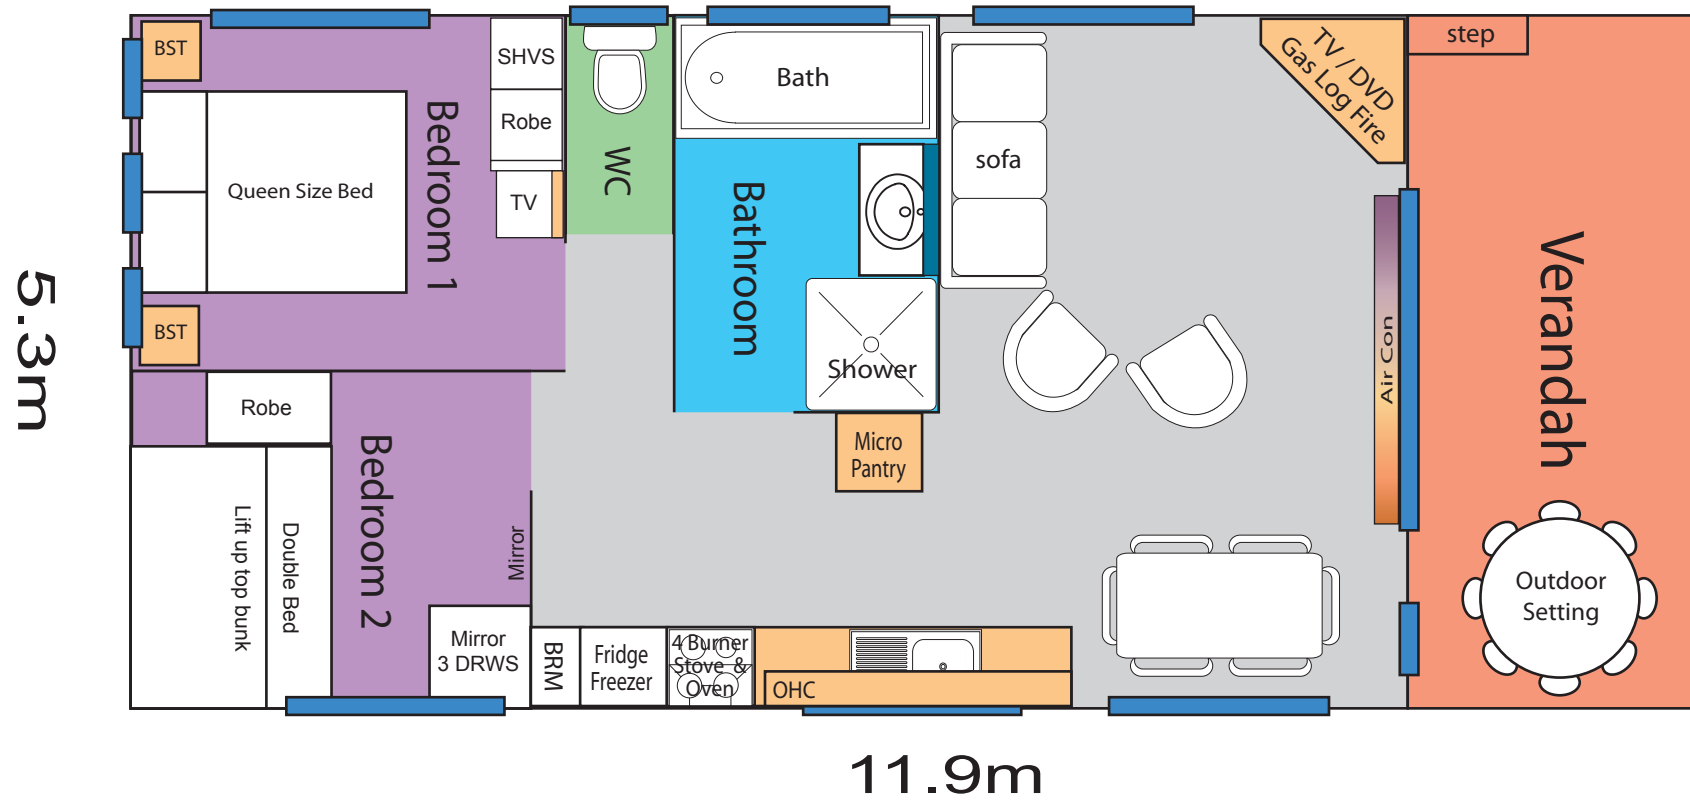 BST
SHVS
Bath
TV / DVD
Gas Log Fire
step
Robe
WC
sofa
Queen Size Bed
Bedroom 1
TV
Bathroom
Verandah
5.3m
BST
Air Con
Shower
Robe
Micro
Pantry
Bedroom 2
Lift up top bunk
Double Bed
Mirror
Mirror
3 DRWS
BRM
Fridge
Freezer
4 Burner
Stove &
Oven
OHC
Outdoor
Setting
11.9m